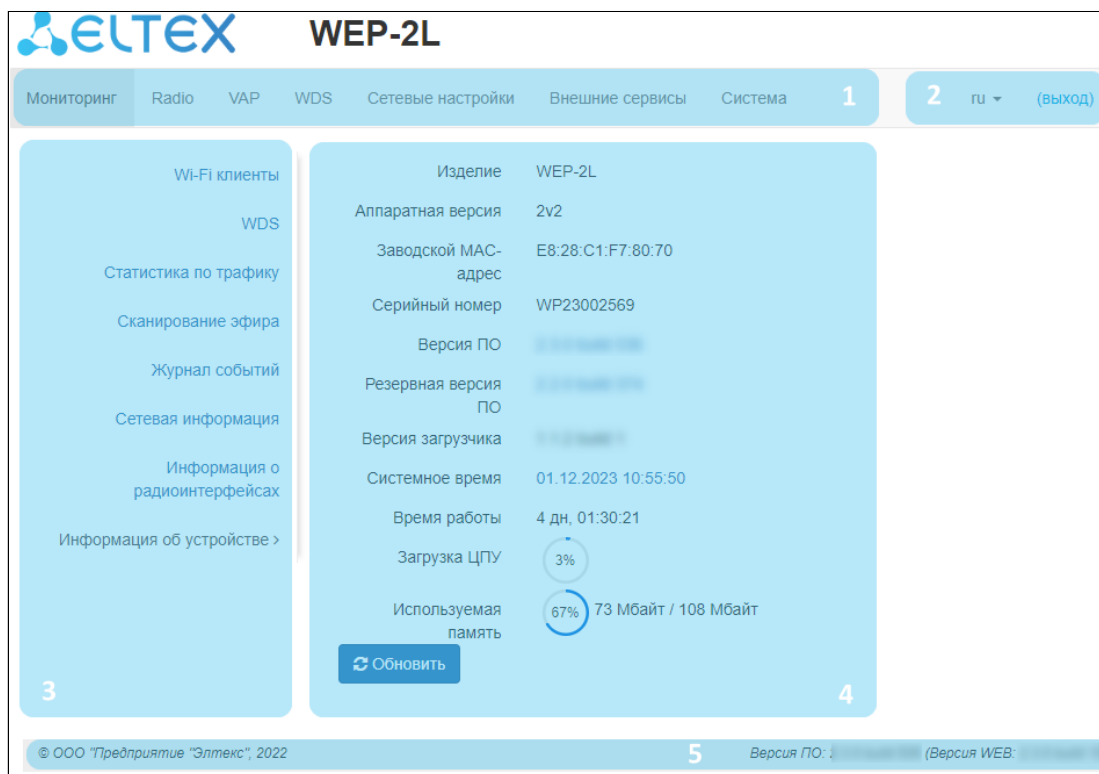 ELTEX WEP-2L
Мониторинг Radio VAP WDS Сетевые настройки Внешние сервисы Система 1 2 ru (выход)
Wi-Fi клиенты
WDS
Статистика по трафику
Сканирование эфира
Журнал событий
Сетевая информация
Информация о
радиоинтерфейсах
Информация об устройстве >
3
Изделие WEP-2L
Аппаратная версия 2v2
Заводской MAC-
адрес E8:28:C1:F7:80:70
Серийный номер WP23002569
Версия ПО
Резервная версия
ПО
Версия загрузчика
Системное время 01.12.2023 10:55:50
Время работы 4 дн, 01:30:21
Загрузка ЦПУ 3%
Используемая
память 67% 73 Мбайт / 108 Мбайт
Обновить
4
© ООО "Предприятие "Элтекс", 2022 5 Версия ПО: (Версия WEB: